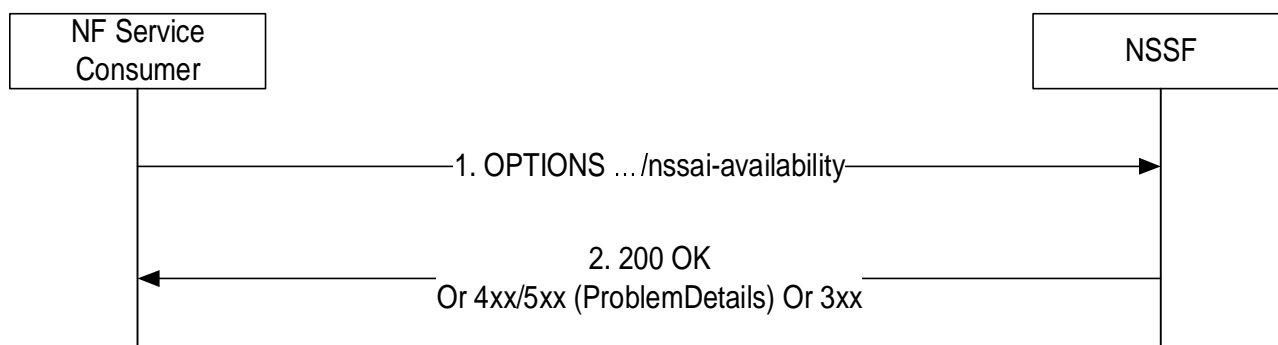 NF Service
Consumer
NSSF
1. OPTIONS .../nssai-availability
2. 200 OK
Or 4xx/5xx (ProblemDetails) Or 3xx